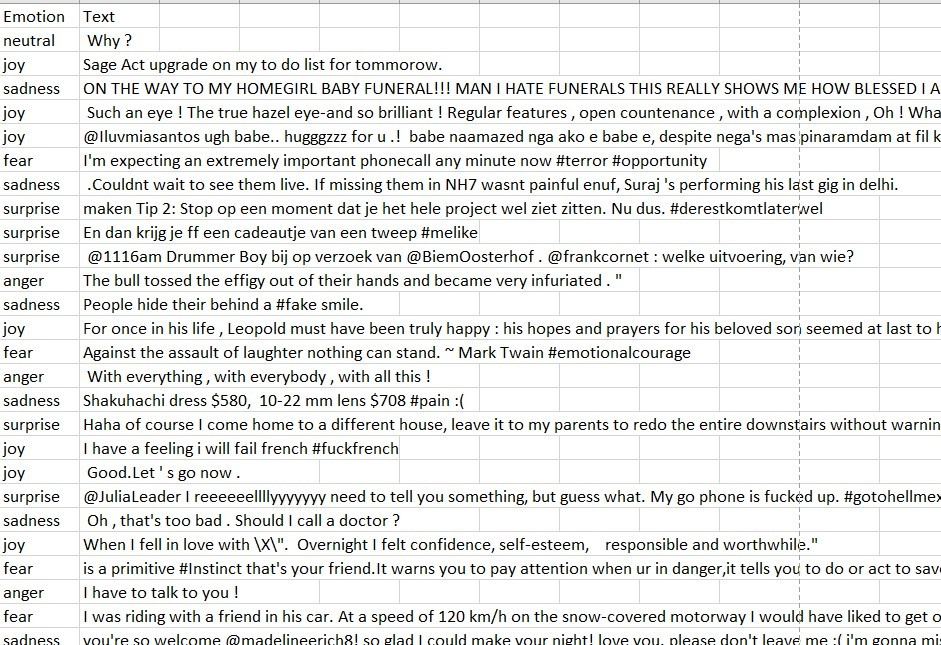 Emotion Text
neutral Why ?
joy Sage Act upgrade on my to do list for tommorow.
sadness ON THE WAY TO MY HOMEGIRL BABY FUNERAL!!! MAN I HATE FUNERALS THIS REALLY SHOWS ME HOW BLESSED I A
joy Such an eye ! The true hazel eye-and so brilliant ! Regular features , open countenance , with a complexion , Oh ! Wha
joy @Iluvmiasantos ugh babe.. hugggzzz for u .! babe naamazed nga ako e babe e, despite nega's mas pinaramdam at fil k
fear I'm expecting an extremely important phonecall any minute now #terror #opportunity
sadness .Couldnt wait to see them live. If missing them in NH7 wasnt painful enuf, Suraj 's performing his last gig in delhi.
surprise maken Tip 2: Stop op een moment dat je het hele project wel ziet zitten. Nu dus. #derestkomtlaterwel
surprise En dan krijg je ff een cadeautje van een tweep #melike
surprise @1116am Drummer Boy bij op verzoek van @BiemOosterhof . @frankcornet : welke uitvoering, van wie?
anger The bull tossed the effigy out of their hands and became very infuriated . "
sadness People hide their behind a #fake smile.
joy For once in his life , Leopold must have been truly happy : his hopes and prayers for his beloved son seemed at last to h
fear Against the assault of laughter nothing can stand. ~ Mark Twain #emotionalcourage
anger With everything , with everybody , with all this !
sadness Shakuhachi dress $580, 10-22 mm lens $708 #pain :(
surprise Haha of course I come home to a different house, leave it to my parents to redo the entire downstairs without warnin
joy I have a feeling i will fail french #fuckfrench
joy Good.Let ' s go now .
surprise @JuliaLeader I reeeeeellllyyyyyyy need to tell you something, but guess what. My go phone is fucked up. #gotohellmex
sadness Oh , that's too bad . Should I call a doctor ?
joy When I fell in love with \X\". Overnight I felt confidence, self-esteem, responsible and worthwhile."
fear is a primitive #Instinct that's your friend.It warns you to pay attention when ur in danger,it tells you to do or act to save
anger I have to talk to you !
fear I was riding with a friend in his car. At a speed of 120 km/h on the snow-covered motorway I would have liked to get o
sadness you're so welcome @madelineerich8! so glad I could make your night! love you, please don't leave me :( i'm gonna mis